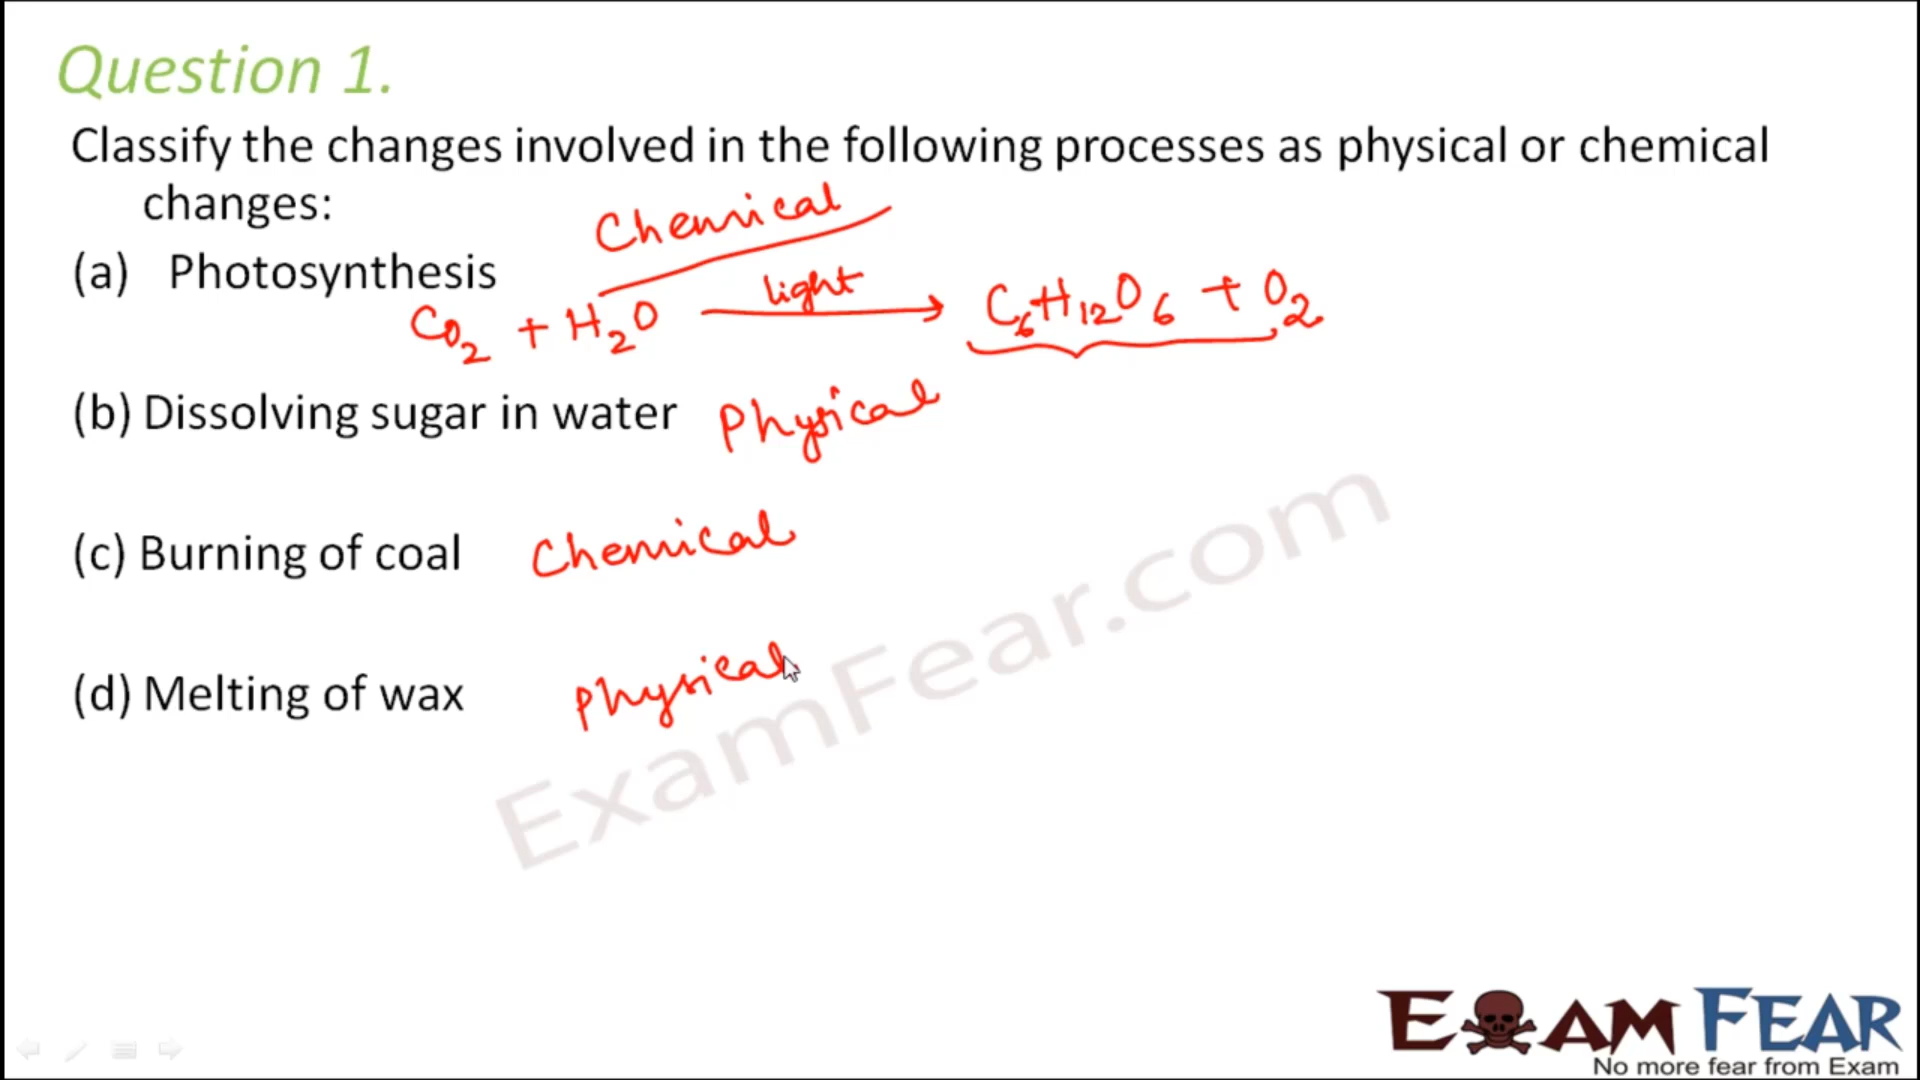 Question 1.
Classify the changes involved in the following processes as physical or chemical
changes:
Chemical
(a) Photosynthesis
CO2 + H2O light C6H12O6 + O2
(b) Dissolving sugar in water Physical
(c) Burning of coal Chemical
(d) Melting of wax Physical
ExamFear.com
EXAMFEAR
No more fear from Exam